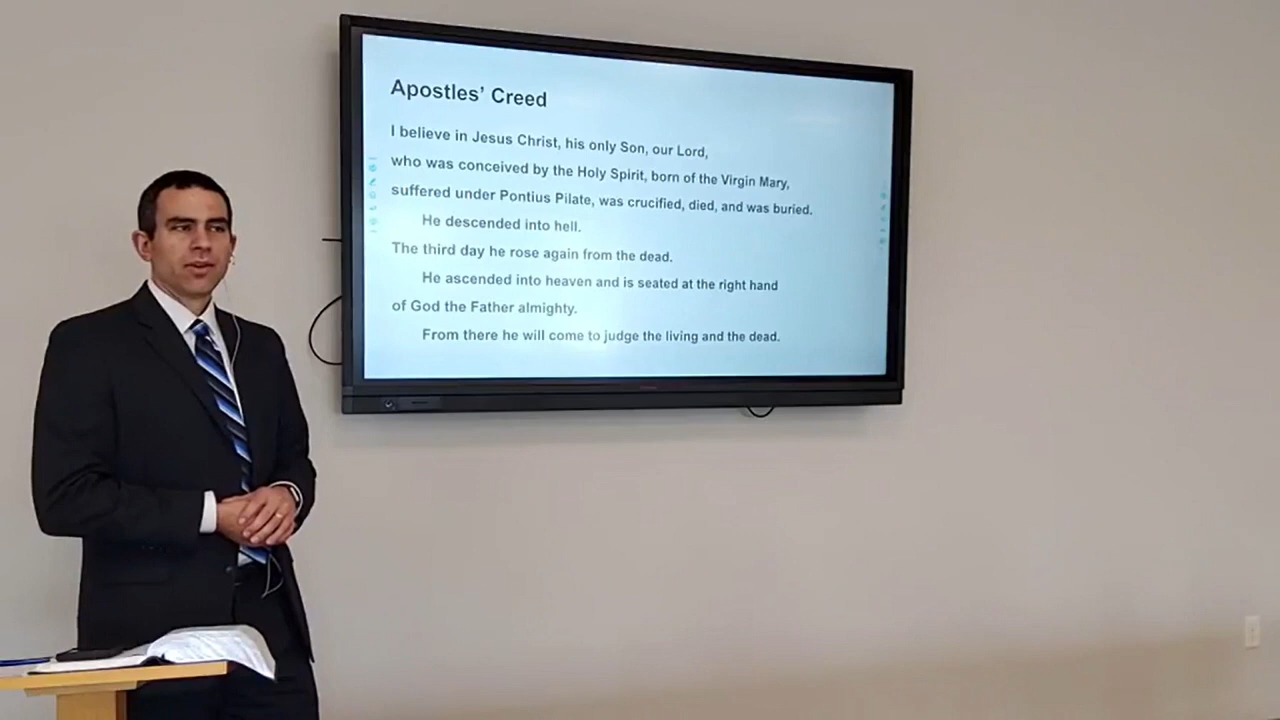 Apostles’ Creed
I believe in Jesus Christ, his only Son, our Lord,
who was conceived by the Holy Spirit, born of the Virgin Mary,
suffered under Pontius Pilate, was crucified, died, and was buried.
He descended into hell.
The third day he rose again from the dead.
He ascended into heaven and is seated at the right hand
of God the Father almighty.
From there he will come to judge the living and the dead.